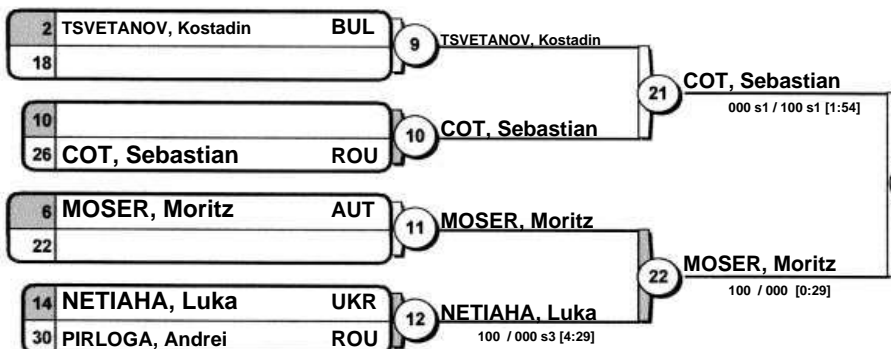 2 TSVETANOV, Kostadin BUL
18
9
TSVETANOV, Kostadin
21
COT, Sebastian
000 s1 / 100 s1 [1:54]
10
26 COT, Sebastian ROU
10
COT, Sebastian
6 MOSER, Moritz AUT
22
11
MOSER, Moritz
22
MOSER, Moritz
100 / 000 [0:29]
14 NETIAHA, Luka UKR
30 PIRLOGA, Andrei ROU
12
NETIAHA, Luka
100 / 000 s3 [4:29]